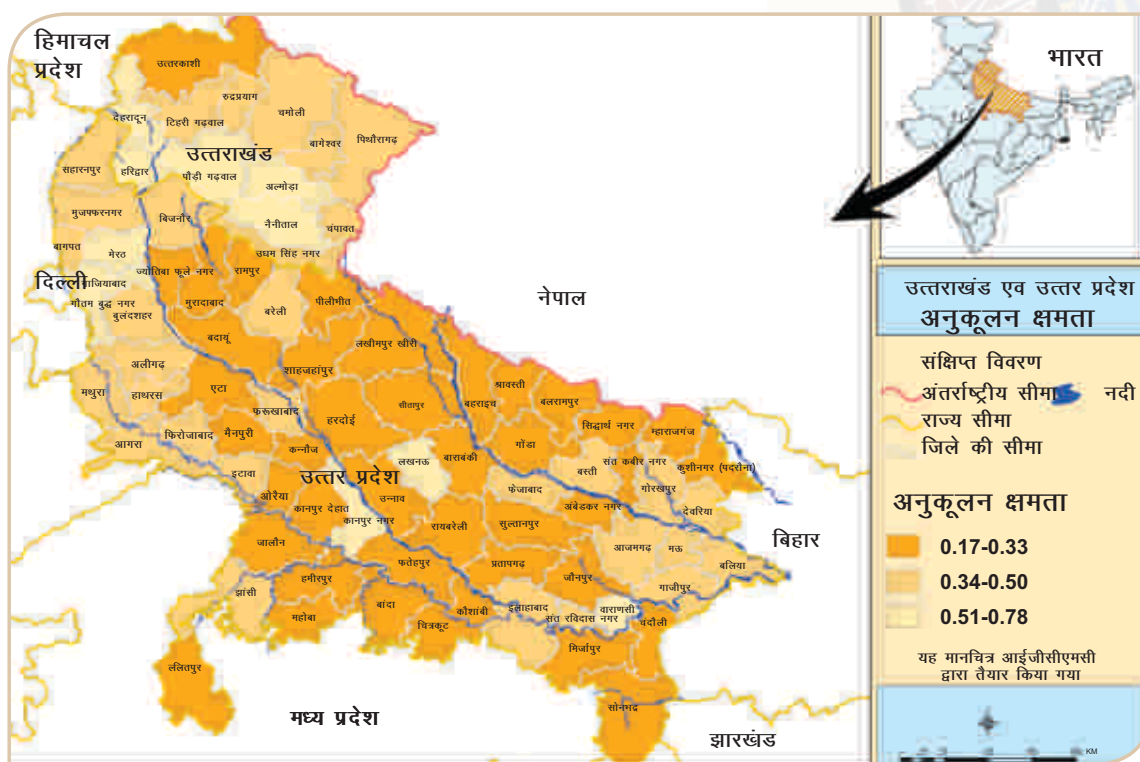 हिमाचल
प्रदेश
उत्तरकाशी
रुद्रप्रयाग
चमोली
देहरादून
टिहरी गढ़वाल
बागेश्वर
पिथौरागढ़
उत्तराखंड
सहारनपुर
हरिद्वार
पौड़ी गढ़वाल
अल्मोड़ा
मुजफ्फरनगर
बिजनौर
नैनीताल
चंपावत
बागपत
मेरठ
उधम सिंह नगर
ज्योतिबा फूले नगर
रामपुर
दिल्ली
गाजियाबाद
नेपाल
गौतम बुद्ध नगर
मुरादाबाद
बरेली
पीलीभीत
बुलंदशहर
बदायूं
लखीमपुर खीरी
अलीगढ़
शाहजहांपुर
श्रावस्ती
मथुरा
हाथरस
एटा
सीतापुर
बहराइच
बलरामपुर
फरूखाबाद
हरदोई
सिद्धार्थ नगर
म्हाराजगंज
आगरा
फिरोजाबाद
मैनपुरी
कन्नौज
गोंडा
बाराबंकी
संत कबीर नगर
कुशीनगर (पदरौना)
लखनऊ
बस्ती
इटावा
उत्तर प्रदेश
गोरखपुर
औरैया
उन्नाव
फेजाबाद
देवरिया
कानपुर देहात
अंबेडकर नगर
कानपुर नगर
रायबरेली
सुल्तानपुर
बिहार
जालौन
आजमगढ़
मऊ
बलिया
फतेहपुर
प्रतापगढ़
जौनपुर
गाजीपुर
हमीरपुर
झांसी
बांदा
कौशांबी
इलाहाबाद
वाराणसी
महोबा
चित्रकूट
संत रविदास नगर
चंदौली
मिर्जापुर
ललितपुर
सोनभद्र
मध्य प्रदेश
झारखंड
भारत
उत्तराखंड एवं उत्तर प्रदेश
अनुकूलन क्षमता
संक्षिप्त विवरण
अंतर्राष्ट्रीय सीमा नदी
राज्य सीमा
जिले की सीमा
अनुकूलन क्षमता
0.17-0.33
0.34-0.50
0.51-0.78
यह मानचित्र आईजीसीएमसी
द्वारा तैयार किया गया
KM